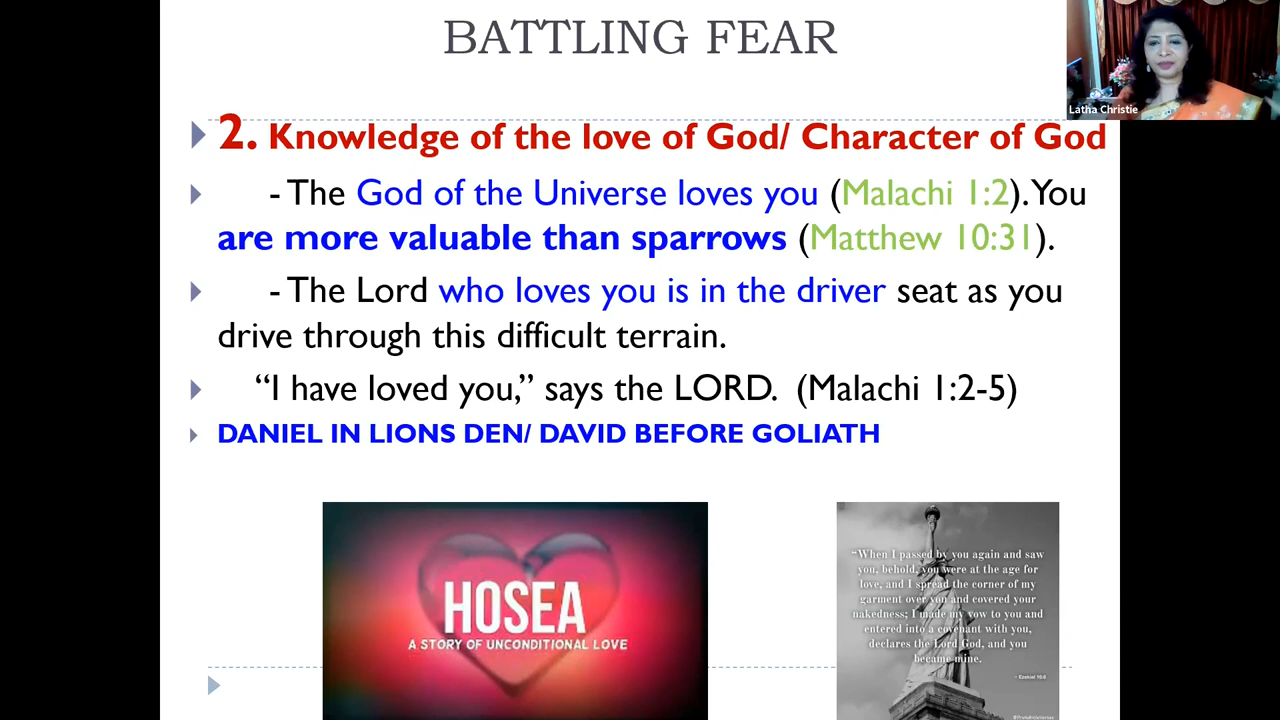 BATTLING FEAR
Latha Christie
2. Knowledge of the love of God/ Character of God
- The God of the Universe loves you (Malachi 1:2). You
are more valuable than sparrows (Matthew 10:31).
- The Lord who loves you is in the driver seat as you
drive through this difficult terrain.
“I have loved you,” says the LORD. (Malachi 1:2-5)
DANIEL IN LIONS DEN/ DAVID BEFORE GOLIATH
HOSEA
A STORY OF UNCONDITIONAL LOVE
“When I passed by you again and saw
you, behold, you were at the age for
love, and I spread the corner of my
garment over you and covered your
nakedness; I made my vow to you and
entered into a covenant with you,
declares the Lord God, and you
became mine.